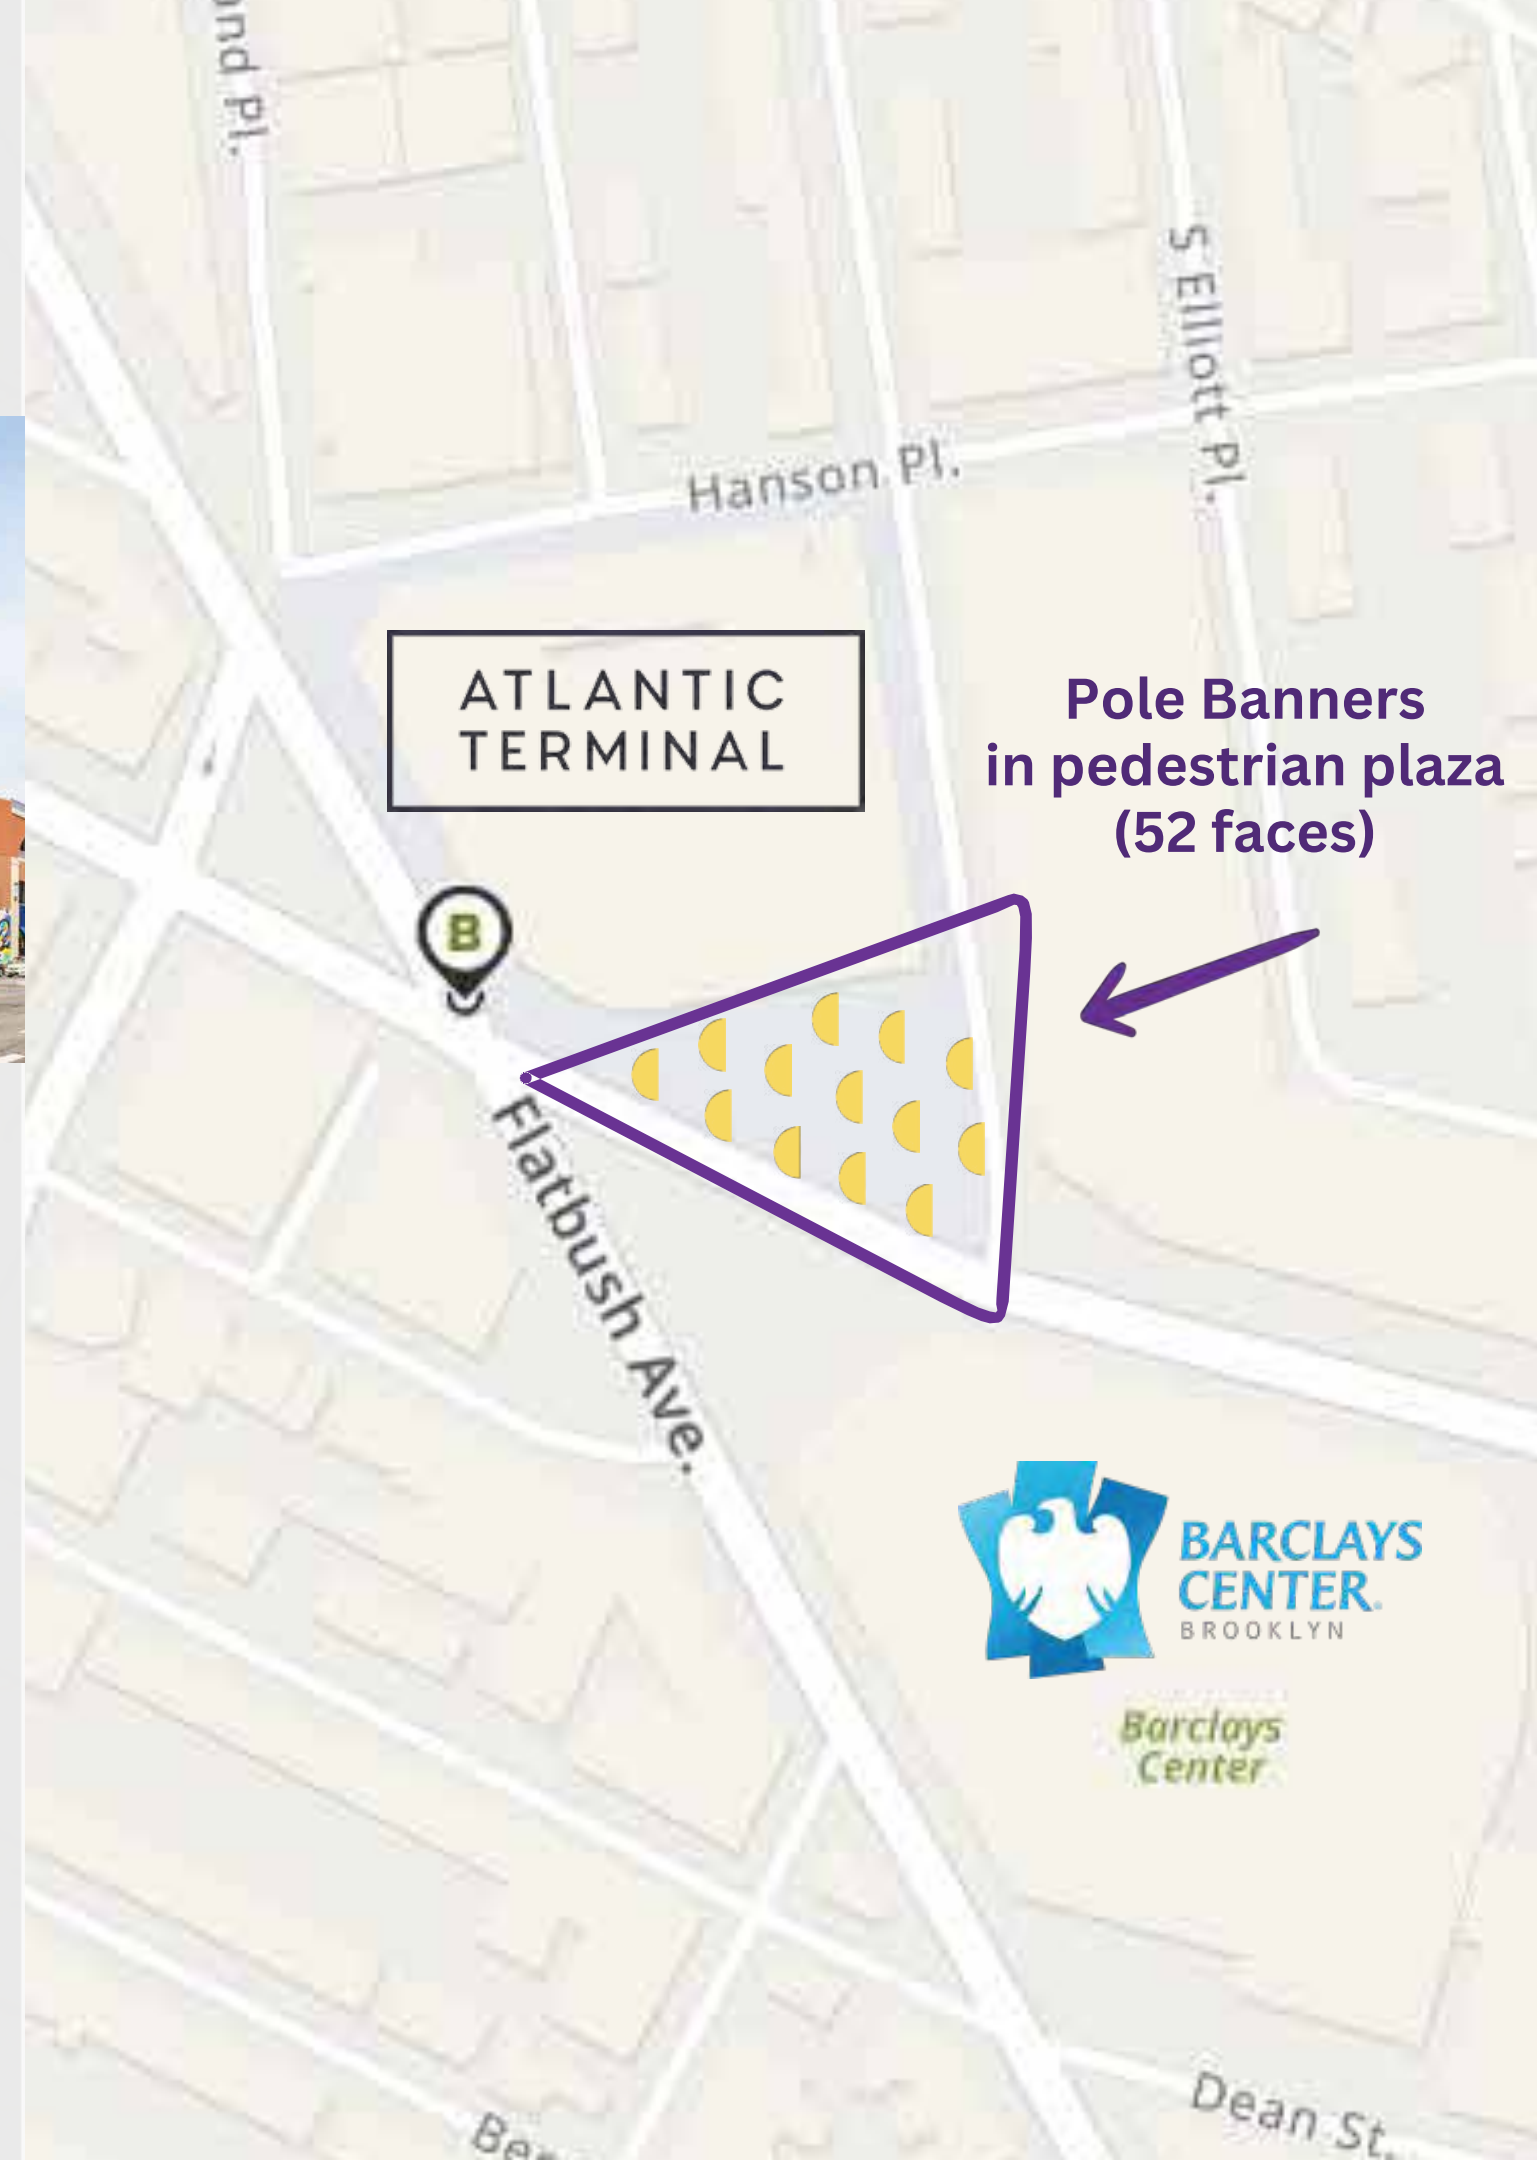 Pl.
S Elliott Pl.
Hanson Pl.
ATLANTIC
TERMINAL
Pole Banners
in pedestrian plaza
(52 faces)
B
Flatbush Ave.
BARCLAYS
CENTER®
BROOKLYN
Barclays
Center
Dean St.